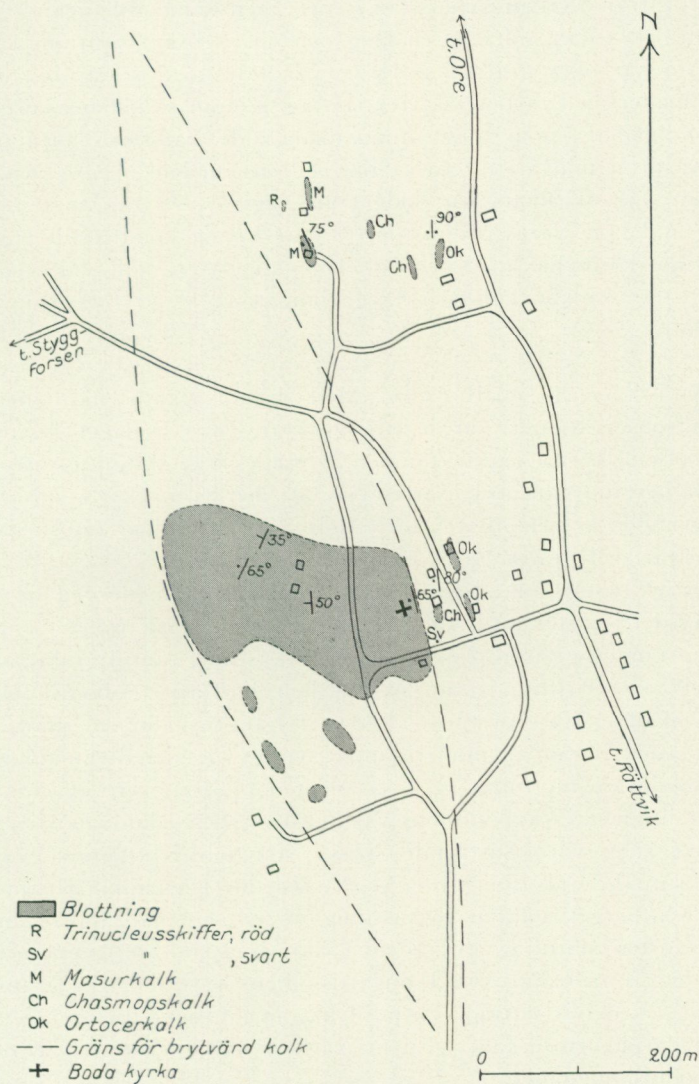 N
t. Ore
R
M
75°
M
Ch
90°
Ch
Ok
t. Stygg-
forsen
35°
65°
50°
Ok
80°
65°
Ok
Ch
Sv
t. Rättvik
Blottning
R Trinucleusskiffer, röd
Sv " , svart
M Masurkalk
Ch Chasmopskalk
Ok Ortocerkalk
Gräns för brytvärd kalk
Boda kyrka
0 200 m